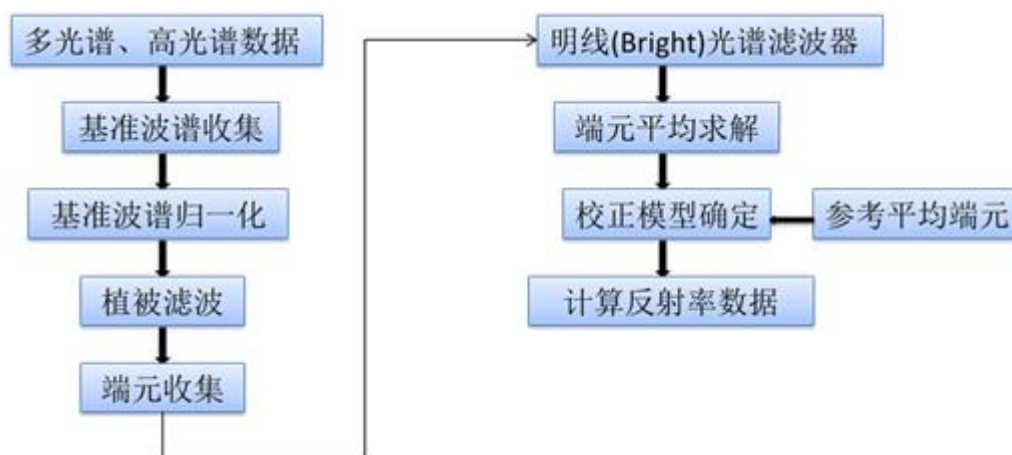 多光谱、高光谱数据
基准波谱收集
基准波谱归一化
植被滤波
端元收集
明线(Bright)光谱滤波器
端元平均求解
校正模型确定
参考平均端元
计算反射率数据